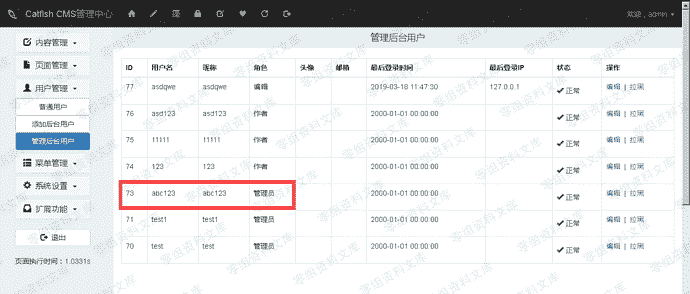 Catfish CMS管理中心
欢迎，admin
管理后台用户
内容管理
页面管理
用户管理
普通用户
添加后台用户
管理后台用户
菜单管理
系统设置
扩展功能
退出
页面执行时间：1.0331s
ID 用户名 昵称 角色 头像 邮箱 最后登录时间 最后登录IP 状态 操作
77 asdqwe asdqwe 编辑 2019-03-18 11:47:30 127.0.0.1 正常 编辑 | 拉黑
76 asd123 asd123 作者 2000-01-01 00:00:00 正常 编辑 | 拉黑
75 11111 11111 作者 2000-01-01 00:00:00 正常 编辑 | 拉黑
74 123 123 作者 2000-01-01 00:00:00 正常 编辑 | 拉黑
73 abc123 abc123 管理员 2000-01-01 00:00:00 正常 编辑 | 拉黑
71 test1 test1 管理员 2000-01-01 00:00:00 正常 编辑 | 拉黑
70 test test 管理员 2000-01-01 00:00:00 正常 编辑 | 拉黑
零组资料文库